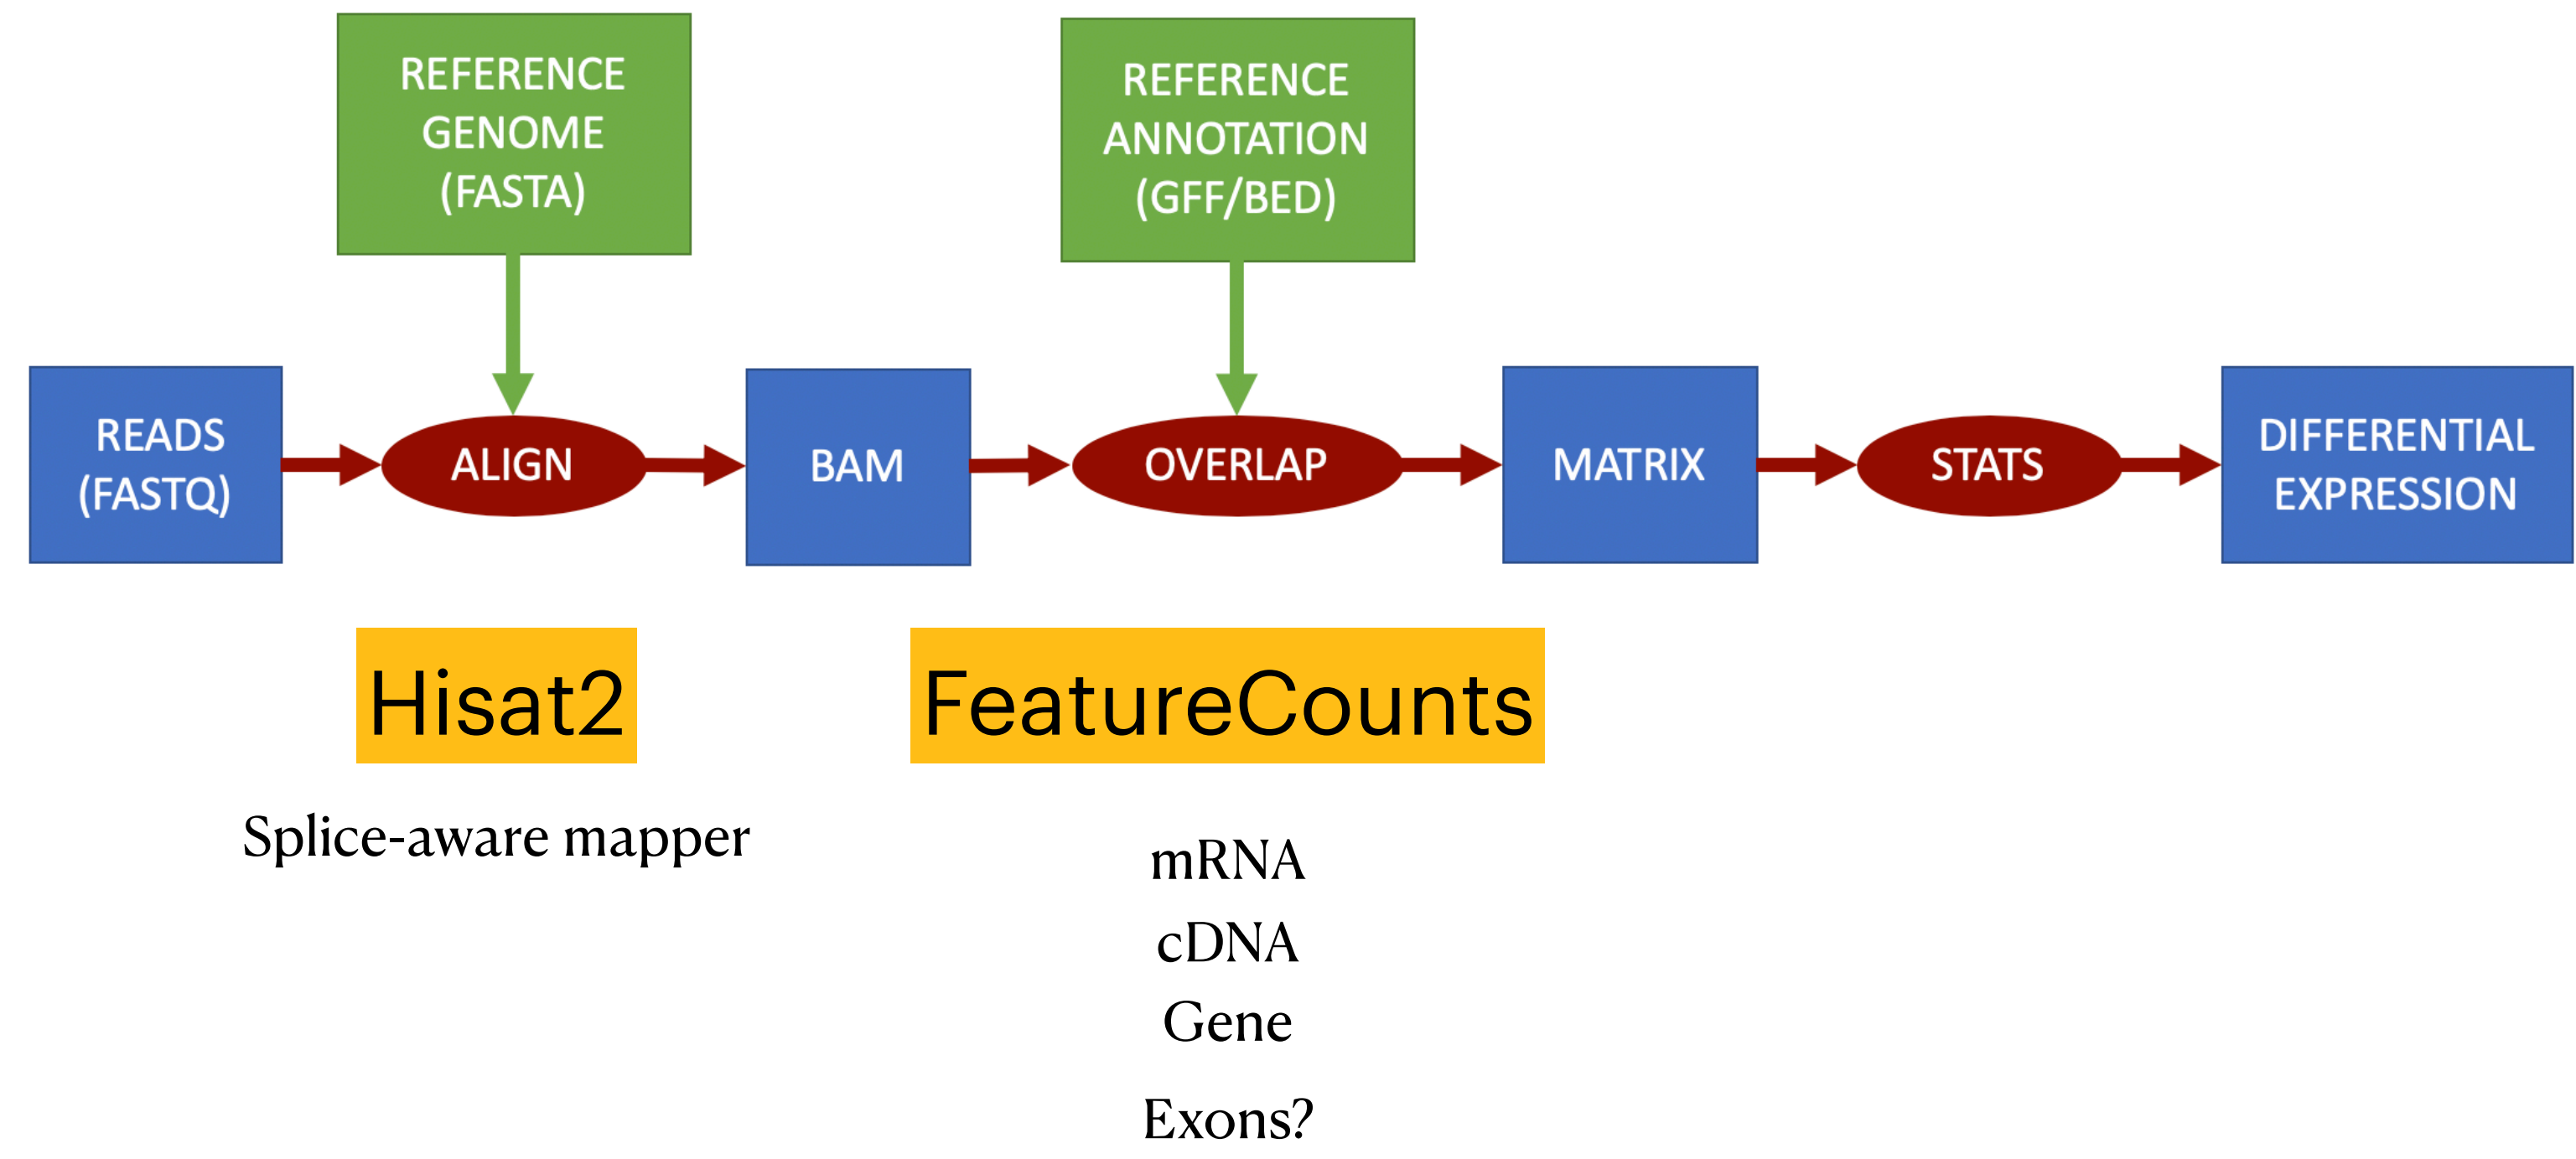 REFERENCE
GENOME
(FASTA)
REFERENCE
ANNOTATION
(GFF/BED)
READS
(FASTQ)
ALIGN
BAM
OVERLAP
MATRIX
STATS
DIFFERENTIAL
EXPRESSION
Hisat2
FeatureCounts
Splice-aware mapper
mRNA
cDNA
Gene
Exons?